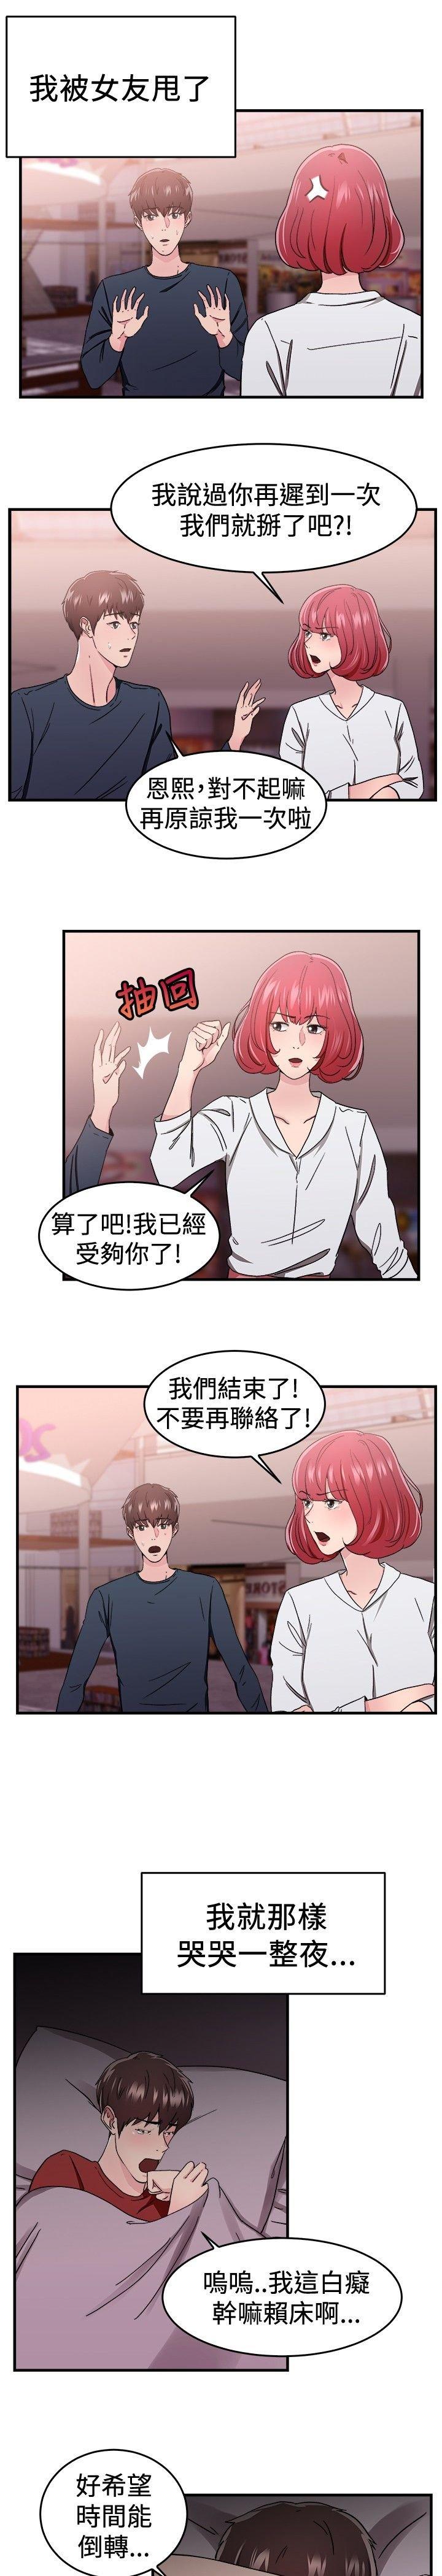 我被女友甩了
我說過你再遲到一次
我們就掰了吧?!
恩熙,對不起嘛
再原諒我一次啦
抽回
算了吧!我已經
受夠你了!
我們結束了!
不要再聯絡了!
STORE
我就那樣
哭哭一整夜...
嗚嗚..我這白癡
幹嘛賴床啊...
好希望
時間能
倒轉...